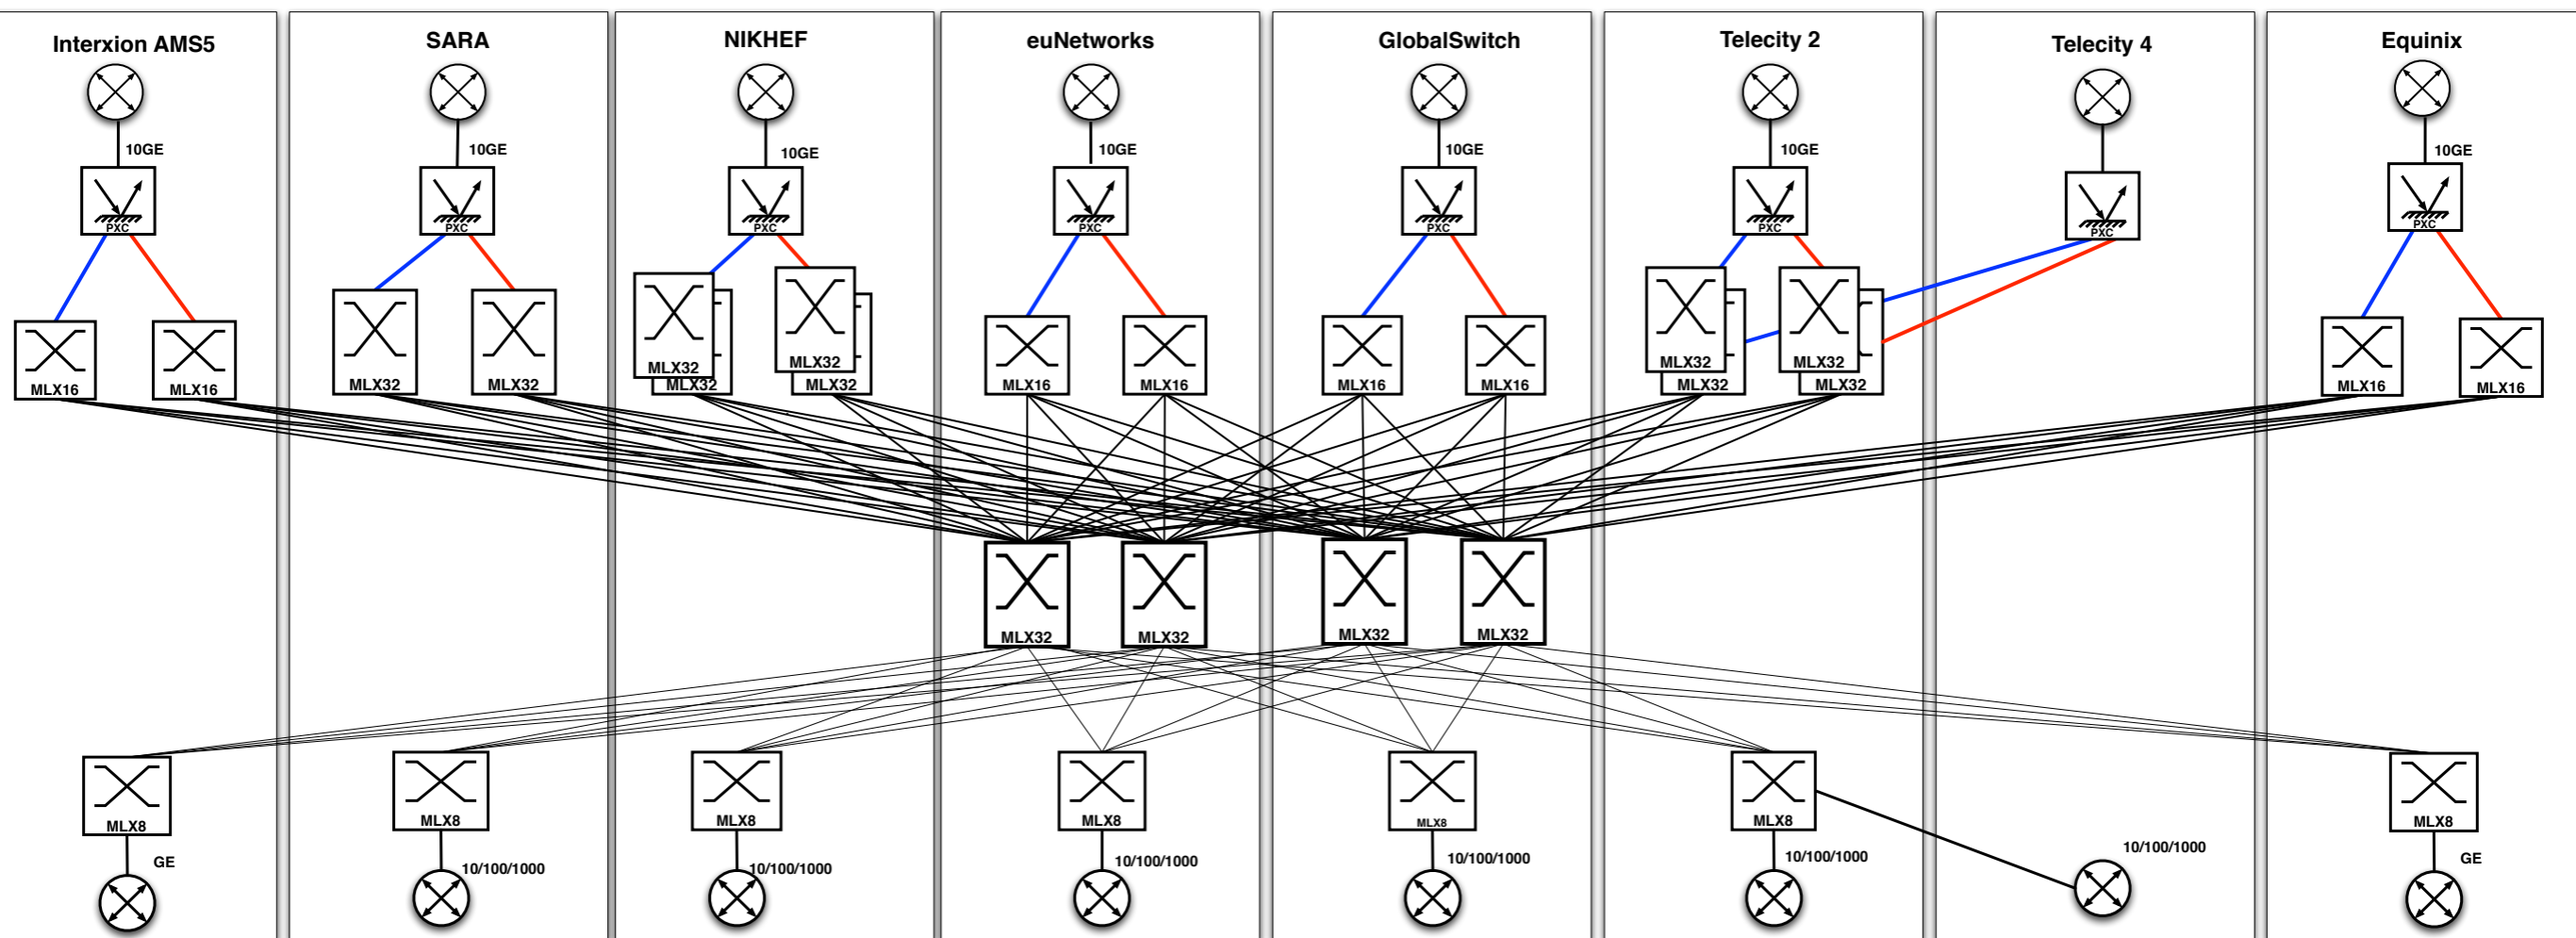 Interxion AMS5
SARA
NIKHEF
euNetworks
GlobalSwitch
Telecity 2
Telecity 4
Equinix
10GE
10GE
10GE
10GE
10GE
10GE
10GE
PXC
PXC
PXC
PXC
PXC
PXC
PXC
PXC
MLX16
MLX16
MLX32
MLX32
MLX32
MLX32
MLX32
MLX32
MLX16
MLX16
MLX16
MLX16
MLX32
MLX32
MLX32
MLX32
MLX16
MLX16
MLX32
MLX32
MLX32
MLX32
MLX8
MLX8
MLX8
MLX8
MLX8
MLX8
MLX8
GE
10/100/1000
10/100/1000
10/100/1000
10/100/1000
10/100/1000
10/100/1000
GE